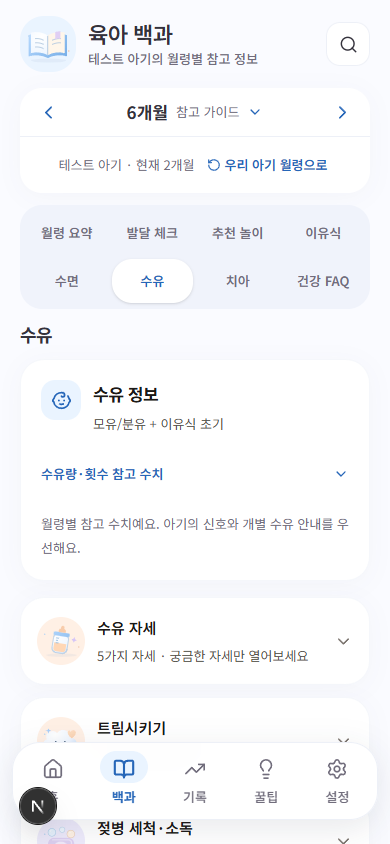 육아 백과
테스트 아기의 월령별 참고 정보
6개월 참고 가이드
테스트 아기 · 현재 2개월 우리 아기 월령으로
월령 요약 발달 체크 추천 놀이 이유식
수면 수유 치아 건강 FAQ
수유
수유 정보
모유/분유 + 이유식 초기
수유량·횟수 참고 수치
월령별 참고 수치예요. 아기의 신호와 개별 수유 안내를 우
선해요.
수유 자세
5가지 자세 · 궁금한 자세만 열어보세요
트림시키기
백과 기록 꿀팁 설정
N
젖병 세척·소독